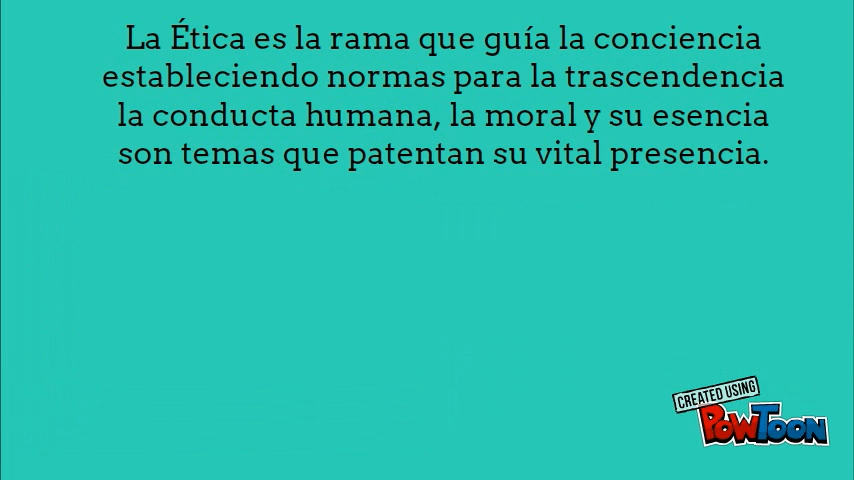 La Ética es la rama que guía la conciencia
estableciendo normas para la trascendencia
la conducta humana, la moral y su esencia
son temas que patentan su vital presencia.
CREATED USING
POWTOON